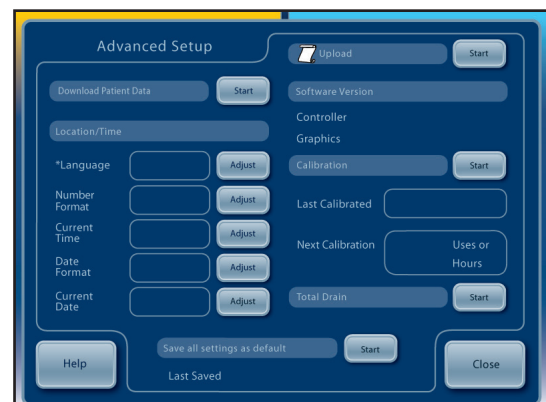 Advanced Setup
Download Patient Data
Start
Location/Time
*Language
Adjust
Number
Format
Adjust
Current
Time
Adjust
Date
Format
Adjust
Current
Date
Adjust
Upload
Start
Software Version
Controller
Graphics
Calibration
Start
Last Calibrated
Next Calibration
Uses or
Hours
Total Drain
Start
Help
Save all settings as default
Start
Last Saved
Close